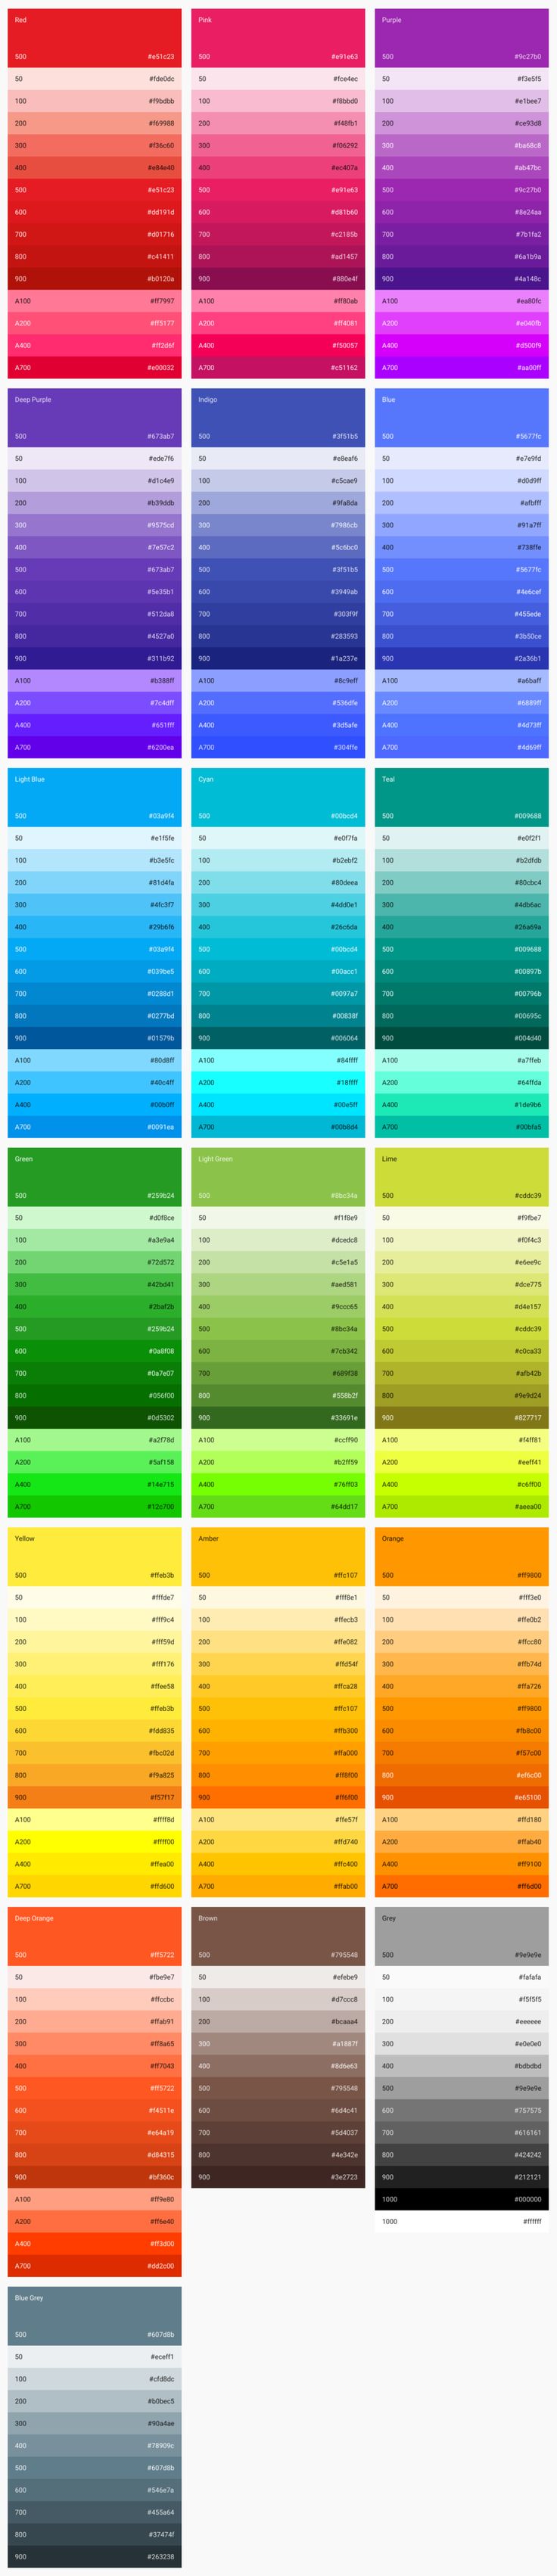 Red
500 #e51c23
50 #fde0dc
100 #f9bdbb
200 #f69988
300 #f36c60
400 #e84e40
500 #e51c23
600 #dd191d
700 #d01716
800 #c41411
900 #b0120a
A100 #ff7997
A200 #ff5177
A400 #ff2d6f
A700 #e00032
Pink
500 #e91e63
50 #fce4ec
100 #f8bbd0
200 #f48fb1
300 #f06292
400 #ec407a
500 #e91e63
600 #d81b60
700 #c2185b
800 #ad1457
900 #880e4f
A100 #ff80ab
A200 #ff4081
A400 #f50057
A700 #c51162
Purple
500 #9c27b0
50 #f3e5f5
100 #e1bee7
200 #ce93d8
300 #ba68c8
400 #ab47bc
500 #9c27b0
600 #8e24aa
700 #7b1fa2
800 #6a1b9a
900 #4a148c
A100 #ea80fc
A200 #e040fb
A400 #d500f9
A700 #aa00ff
Deep Purple
500 #673ab7
50 #ede7f6
100 #d1c4e9
200 #b39ddb
300 #9575cd
400 #7e57c2
500 #673ab7
600 #5e35b1
700 #512da8
800 #4527a0
900 #311b92
A100 #b388ff
A200 #7c4dff
A400 #651fff
A700 #6200ea
Indigo
500 #3f51b5
50 #e8eaf6
100 #c5cae9
200 #9fa8da
300 #7986cb
400 #5c6bc0
500 #3f51b5
600 #3949ab
700 #303f9f
800 #283593
900 #1a237e
A100 #8c9eff
A200 #536dfe
A400 #3d5afe
A700 #304ffe
Blue
500 #5677fc
50 #e7e9fd
100 #d0d9ff
200 #afbfff
300 #91a7ff
400 #738ffe
500 #5677fc
600 #4e6cef
700 #455ede
800 #3b50ce
900 #2a36b1
A100 #a6baff
A200 #6889ff
A400 #4d73ff
A700 #4d69ff
Light Blue
500 #03a9f4
50 #e1f5fe
100 #b3e5fc
200 #81d4fa
300 #4fc3f7
400 #29b6f6
500 #03a9f4
600 #039be5
700 #0288d1
800 #0277bd
900 #01579b
A100 #80d8ff
A200 #40c4ff
A400 #00b0ff
A700 #0091ea
Cyan
500 #00bcd4
50 #e0f7fa
100 #b2ebf2
200 #80deea
300 #4dd0e1
400 #26c6da
500 #00bcd4
600 #00acc1
700 #0097a7
800 #00838f
900 #006064
A100 #84ffff
A200 #18ffff
A400 #00e5ff
A700 #00b8d4
Teal
500 #009688
50 #e0f2f1
100 #b2dfdb
200 #80cbc4
300 #4db6ac
400 #26a69a
500 #009688
600 #00897b
700 #00796b
800 #00695c
900 #004d40
A100 #a7ffeb
A200 #64ffda
A400 #1de9b6
A700 #00bfa5
Green
500 #259b24
50 #d0f8ce
100 #a3e9a4
200 #72d572
300 #42bd41
400 #2baf2b
500 #259b24
600 #0a8f08
700 #0a7e07
800 #056f00
900 #0d5302
A100 #a2f78d
A200 #5af158
A400 #14e715
A700 #12c700
Light Green
500 #8bc34a
50 #f1f8e9
100 #dcedc8
200 #c5e1a5
300 #aed581
400 #9ccc65
500 #8bc34a
600 #7cb342
700 #689f38
800 #558b2f
900 #33691e
A100 #ccff90
A200 #b2ff59
A400 #76ff03
A700 #64dd17
Lime
500 #cddc39
50 #f9fbe7
100 #f0f4c3
200 #e6ee9c
300 #dce775
400 #d4e157
500 #cddc39
600 #c0ca33
700 #afb42b
800 #9e9d24
900 #827717
A100 #f4ff81
A200 #eeff41
A400 #c6ff00
A700 #aeea00
Yellow
500 #ffeb3b
50 #fffde7
100 #fff9c4
200 #fff59d
300 #fff176
400 #ffee58
500 #ffeb3b
600 #fdd835
700 #fbc02d
800 #f9a825
900 #f57f17
A100 #ffff8d
A200 #ffff00
A400 #ffea00
A700 #ffd600
Amber
500 #ffc107
50 #fff8e1
100 #ffecb3
200 #ffe082
300 #ffd54f
400 #ffca28
500 #ffc107
600 #ffb300
700 #ffa000
800 #ff8f00
900 #ff6f00
A100 #ffe57f
A200 #ffd740
A400 #ffc400
A700 #ffab00
Orange
500 #ff9800
50 #fff3e0
100 #ffe0b2
200 #ffcc80
300 #ffb74d
400 #ffa726
500 #ff9800
600 #fb8c00
700 #f57c00
800 #ef6c00
900 #e65100
A100 #ffd180
A200 #ffab40
A400 #ff9100
A700 #ff6d00
Deep Orange
500 #ff5722
50 #fbe9e7
100 #ffccbc
200 #ffab91
300 #ff8a65
400 #ff7043
500 #ff5722
600 #f4511e
700 #e64a19
800 #d84315
900 #bf360c
A100 #ff9e80
A200 #ff6e40
A400 #ff3d00
A700 #dd2c00
Brown
500 #795548
50 #efebe9
100 #d7ccc8
200 #bcaaa4
300 #a1887f
400 #8d6e63
500 #795548
600 #6d4c41
700 #5d4037
800 #4e342e
900 #3e2723
Grey
500 #9e9e9e
50 #fafafa
100 #f5f5f5
200 #eeeeee
300 #e0e0e0
400 #bdbdbd
500 #9e9e9e
600 #757575
700 #616161
800 #424242
900 #212121
1000 #000000
1000 #ffffff
Blue Grey
500 #607d8b
50 #eceff1
100 #cfd8dc
200 #b0bec5
300 #90a4ae
400 #78909c
500 #607d8b
600 #546e7a
700 #455a64
800 #37474f
900 #263238